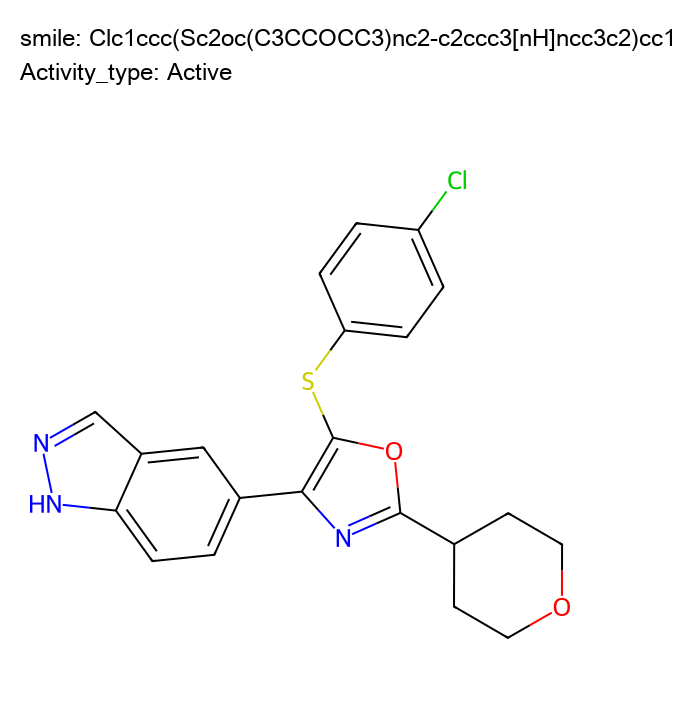 smile: Clc1ccc(Sc2oc(C3CCOCC3)nc2-c2ccc3[nH]ncc3c2)cc1
Activity_type: Active
Cl
S
N
O
HN
N
O